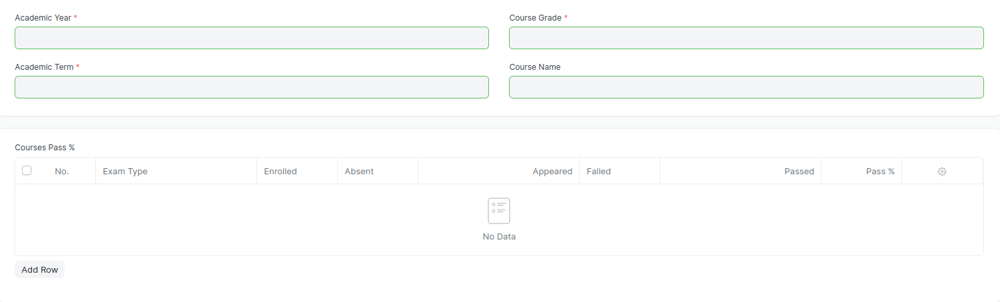 Academic Year *
Course Grade *
Academic Term *
Course Name
Courses Pass %
No. Exam Type Enrolled Absent Appeared Failed Passed Pass %
No Data
Add Row